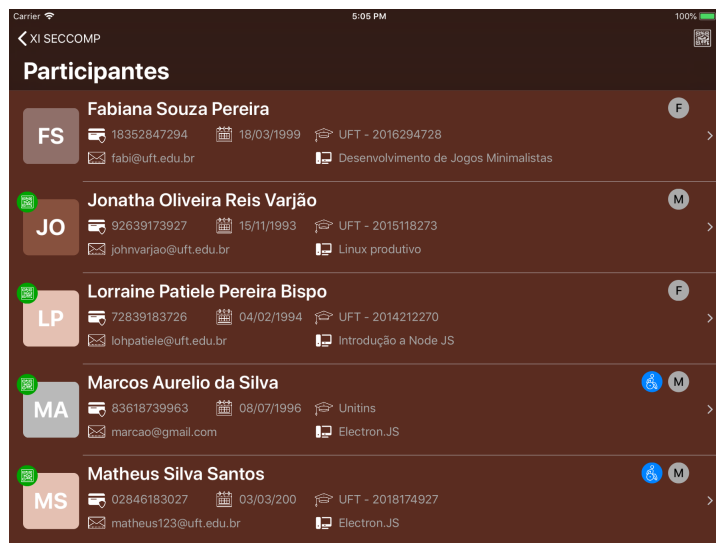 Carrier 5:05 PM 100%
XI SECCOMP
Participantes
FS
Fabiana Souza Pereira F
18352847294 18/03/1999 UFT - 2016294728
fabi@uft.edu.br Desenvolvimento de Jogos Minimalistas
JO
Jonatha Oliveira Reis Varjão M
92639173927 15/11/1993 UFT - 2015118273
johnvarjao@uft.edu.br Linux produtivo
LP
Lorraine Patiele Pereira Bispo F
72839183726 04/02/1994 UFT - 2014212270
lohpatiele@uft.edu.br Introdução a Node JS
MA
Marcos Aurelio da Silva M
83618739963 08/07/1996 Unitins
marcao@gmail.com Electron.JS
MS
Matheus Silva Santos M
02846183027 03/03/200 UFT - 2018174927
matheus123@uft.edu.br Electron.JS